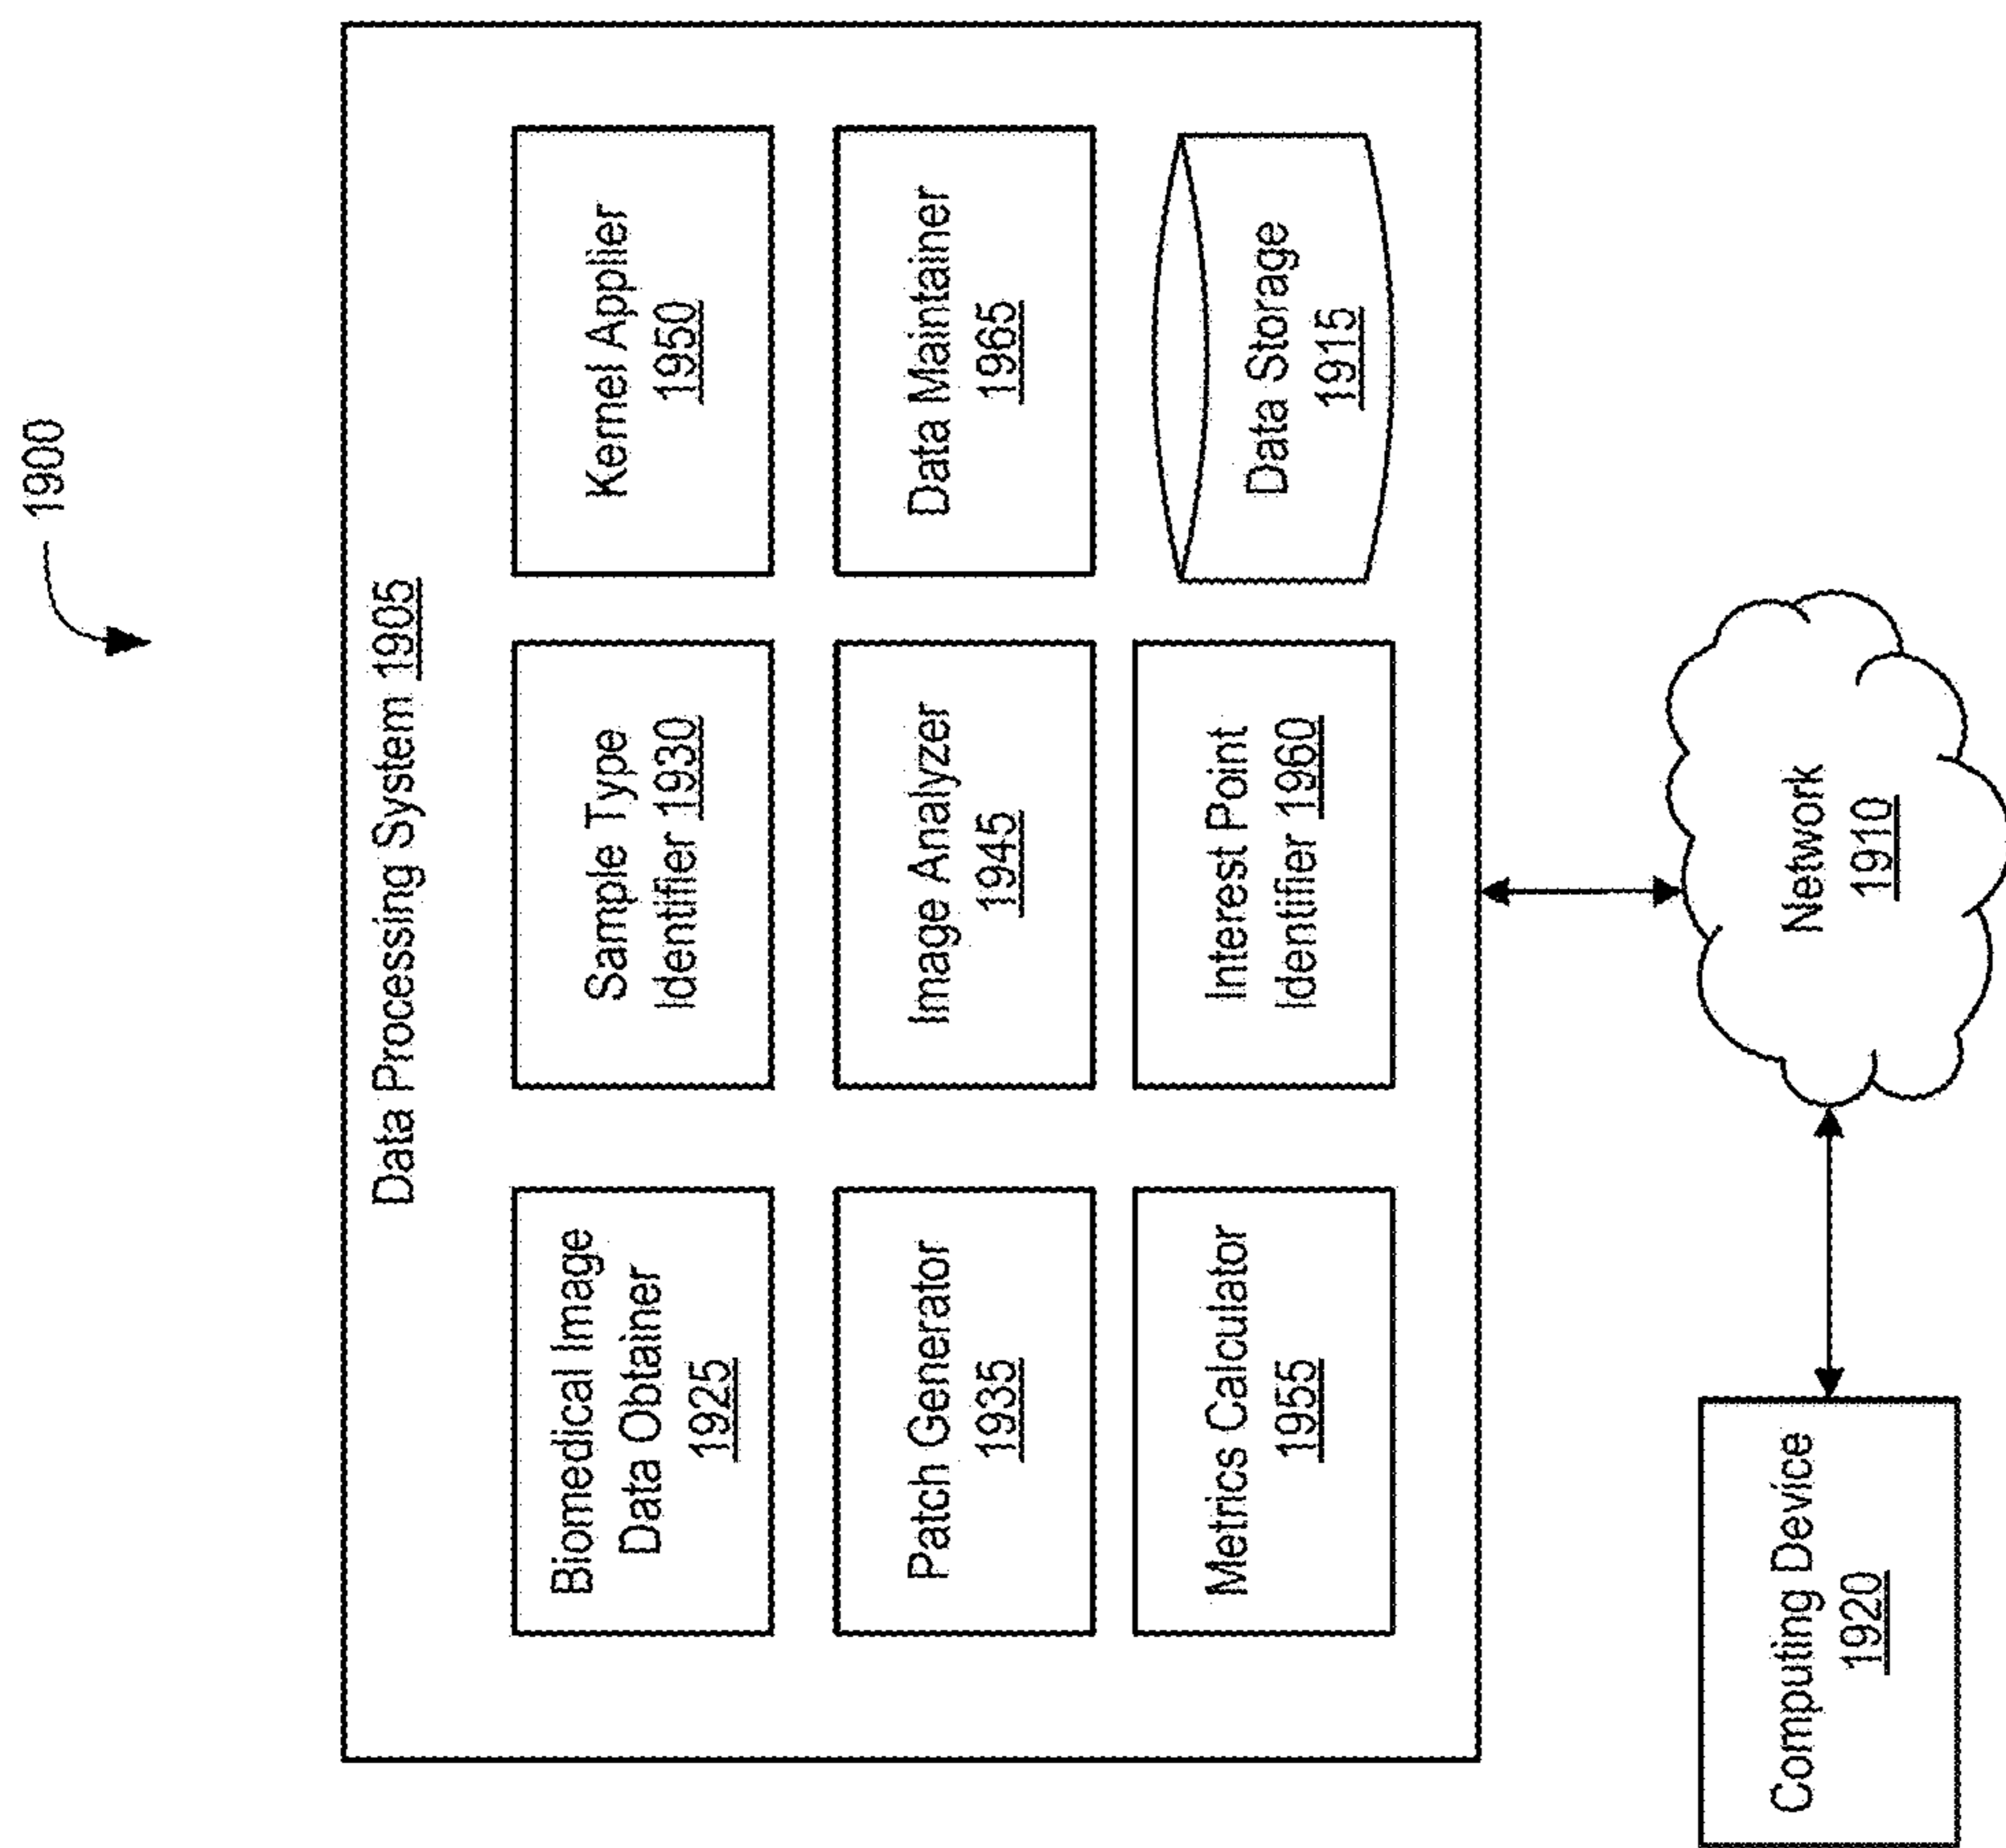 1900
Data Processing System 1905
Biomedical Image
Data Obtainer
1925
Sample Type
Identifier 1930
Kernel Applier
1950
Patch Generator
1935
Image Analyzer
1945
Data Maintainer
1965
Metrics Calculator
1955
Interest Point
Identifier 1960
Data Storage
1915
Computing Device
1920
Network
1910